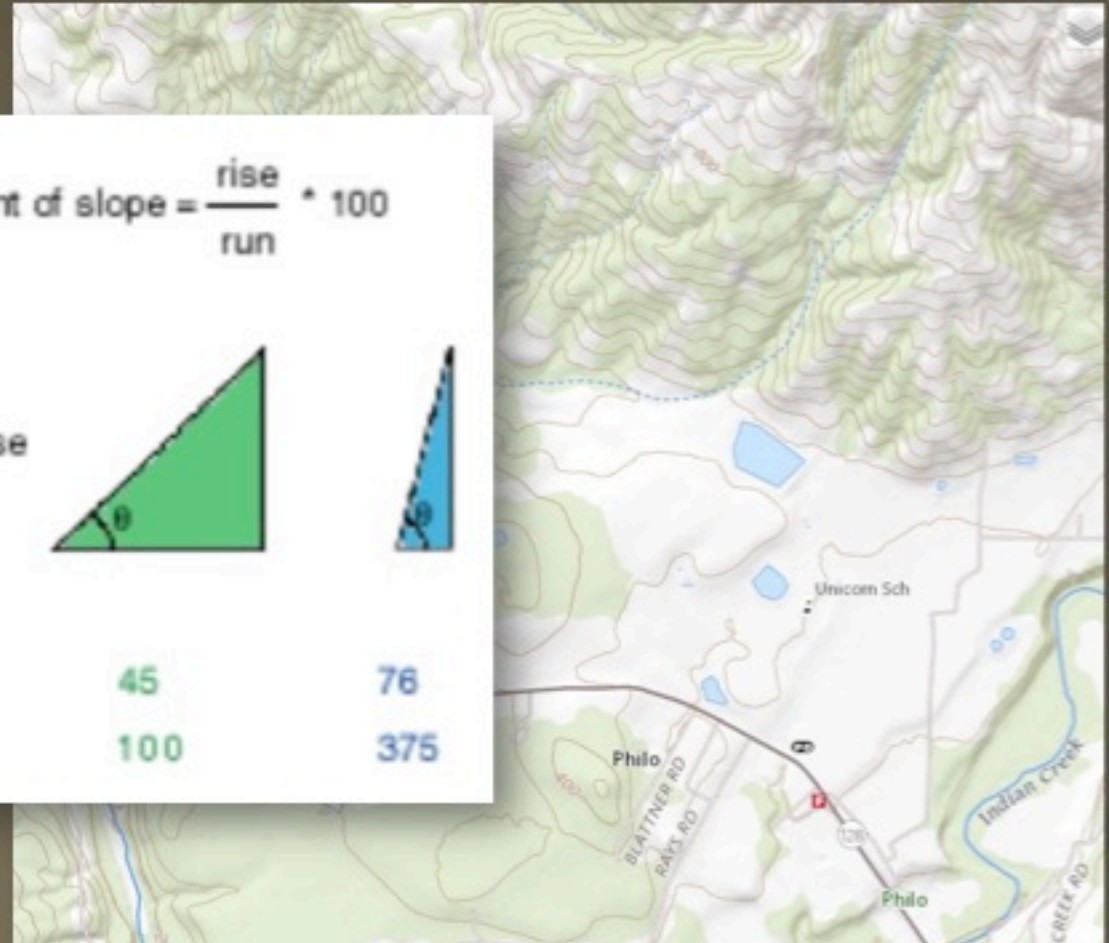 nt of slope = rise / run * 100
se
θ
θ
45
76
100
375
Unicorn Sch
Philo
400
BLATTNER RD
RAYS RD
128
Indian Creek
Philo
CREEK RD